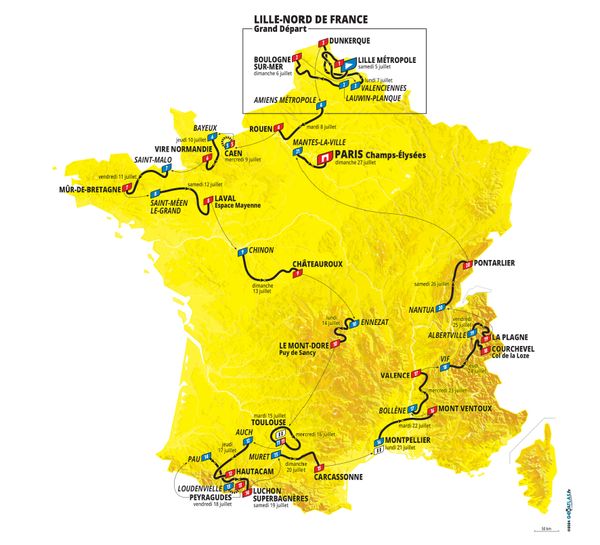 LILLE-NORD DE FRANCE
Grand Départ
DUNKERQUE
BOULOGNE
SUR-MER
dimanche 6 juillet
LILLE MÉTROPOLE
samedi 5 juillet
lundi 7 juillet
VALENCIENNES
LAUWIN-PLANQUE
AMIENS MÉTROPOLE
BAYEUX
jeudi 10 juillet
ROUEN
mardi 8 juillet
VIRE NORMANDIE
CAEN
mercredi 9 juillet
MANTES-LA-VILLE
PARIS Champs-Élysées
dimanche 27 juillet
SAINT-MALO
vendredi 11 juillet
MÛR-DE-BRETAGNE
samedi 12 juillet
SAINT-MÉEN
LE-GRAND
LAVAL
Espace Mayenne
CHINON
CHÂTEAUROUX
dimanche
13 juillet
PONTARLIER
samedi 26 juillet
NANTUA
lundi
14 juillet
ENNEZAT
LE MONT-DORE
Puy de Sancy
vendredi
25 juillet
ALBERTVILLE
LA PLAGNE
COURCHEVEL
Col de la Loze
VIF
VALENCE
mercredi 23 juillet
BOLLÈNE
MONT VENTOUX
mardi 22 juillet
mardi 15 juillet
TOULOUSE
mercredi 16 juillet
MONTPELLIER
lundi 21 juillet
AUCH
jeudi
17 juillet
MURET
dimanche
20 juillet
CARCASSONNE
PAU
HAUTACAM
LOUDENVIELLE
PEYRAGUDES
vendredi 18 juillet
LUCHON
SUPERBAGNÈRES
samedi 19 juillet
50 km